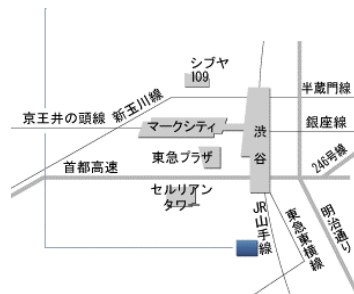 シブヤ
109
半蔵門線
新玉川線
京王井の頭線
マークシティ
渋谷
銀座線
東急プラザ
246号線
首都高速
セルリアン
タワー
JR山手線
東急東横線
明治通り